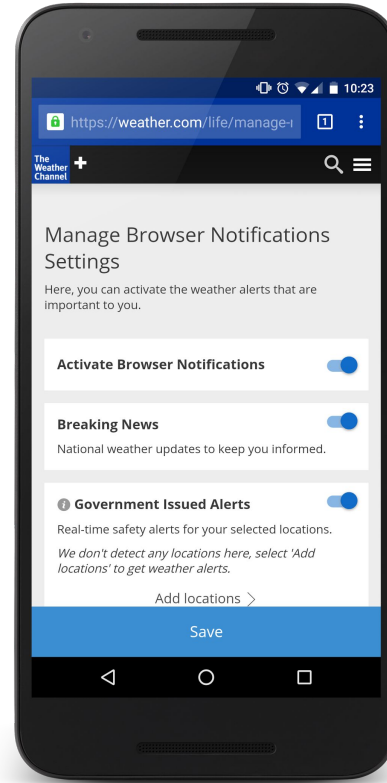 10:23
https://weather.com/life/manage-
1
The
Weather
Channel
Manage Browser Notifications
Settings
Here, you can activate the weather alerts that are
important to you.
Activate Browser Notifications
Breaking News
National weather updates to keep you informed.
i Government Issued Alerts
Real-time safety alerts for your selected locations.
We don't detect any locations here, select 'Add
locations' to get weather alerts.
Add locations >
Save